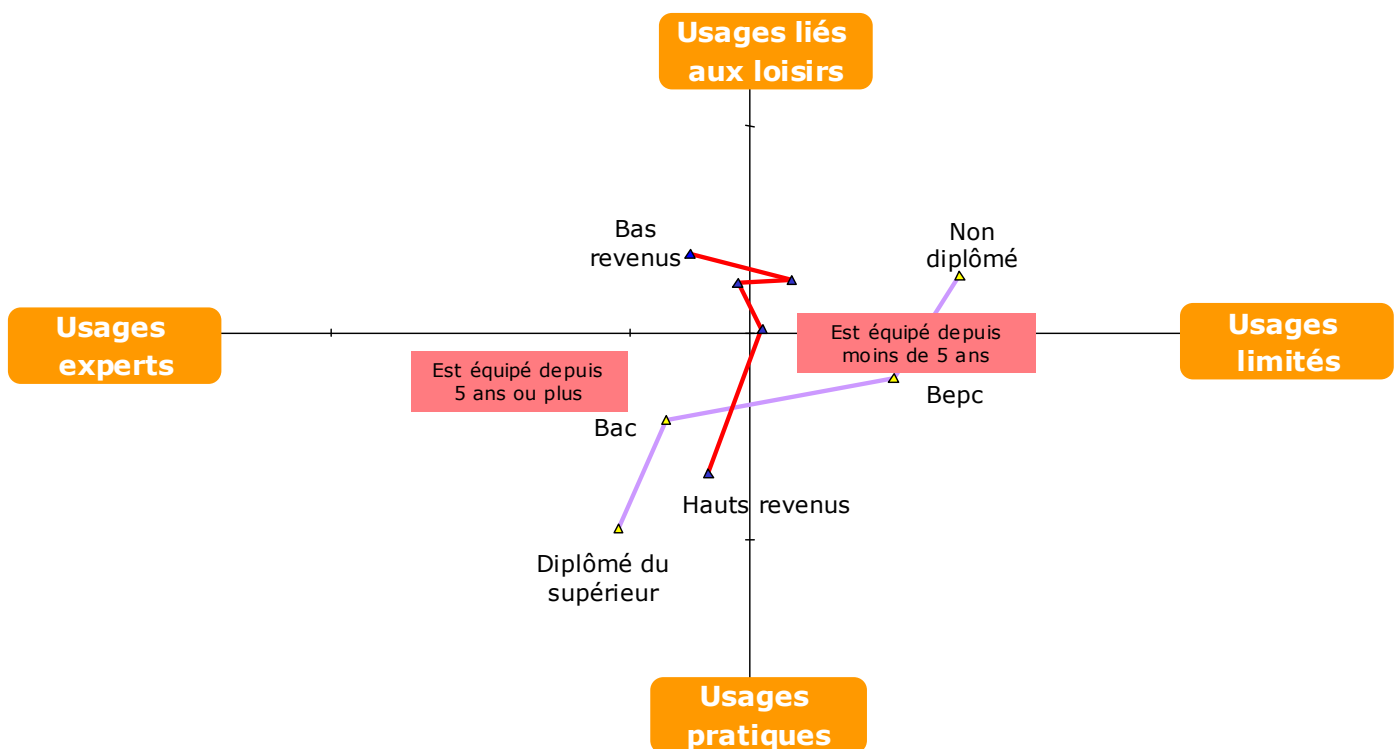 Usages liés
aux loisirs
Bas
revenus
Non
diplômé
Usages
experts
Est équipé depuis
moins de 5 ans
Usages
limités
Est équipé depuis
5 ans ou plus
Bepc
Bac
Hauts revenus
Diplômé du
supérieur
Usages
pratiques